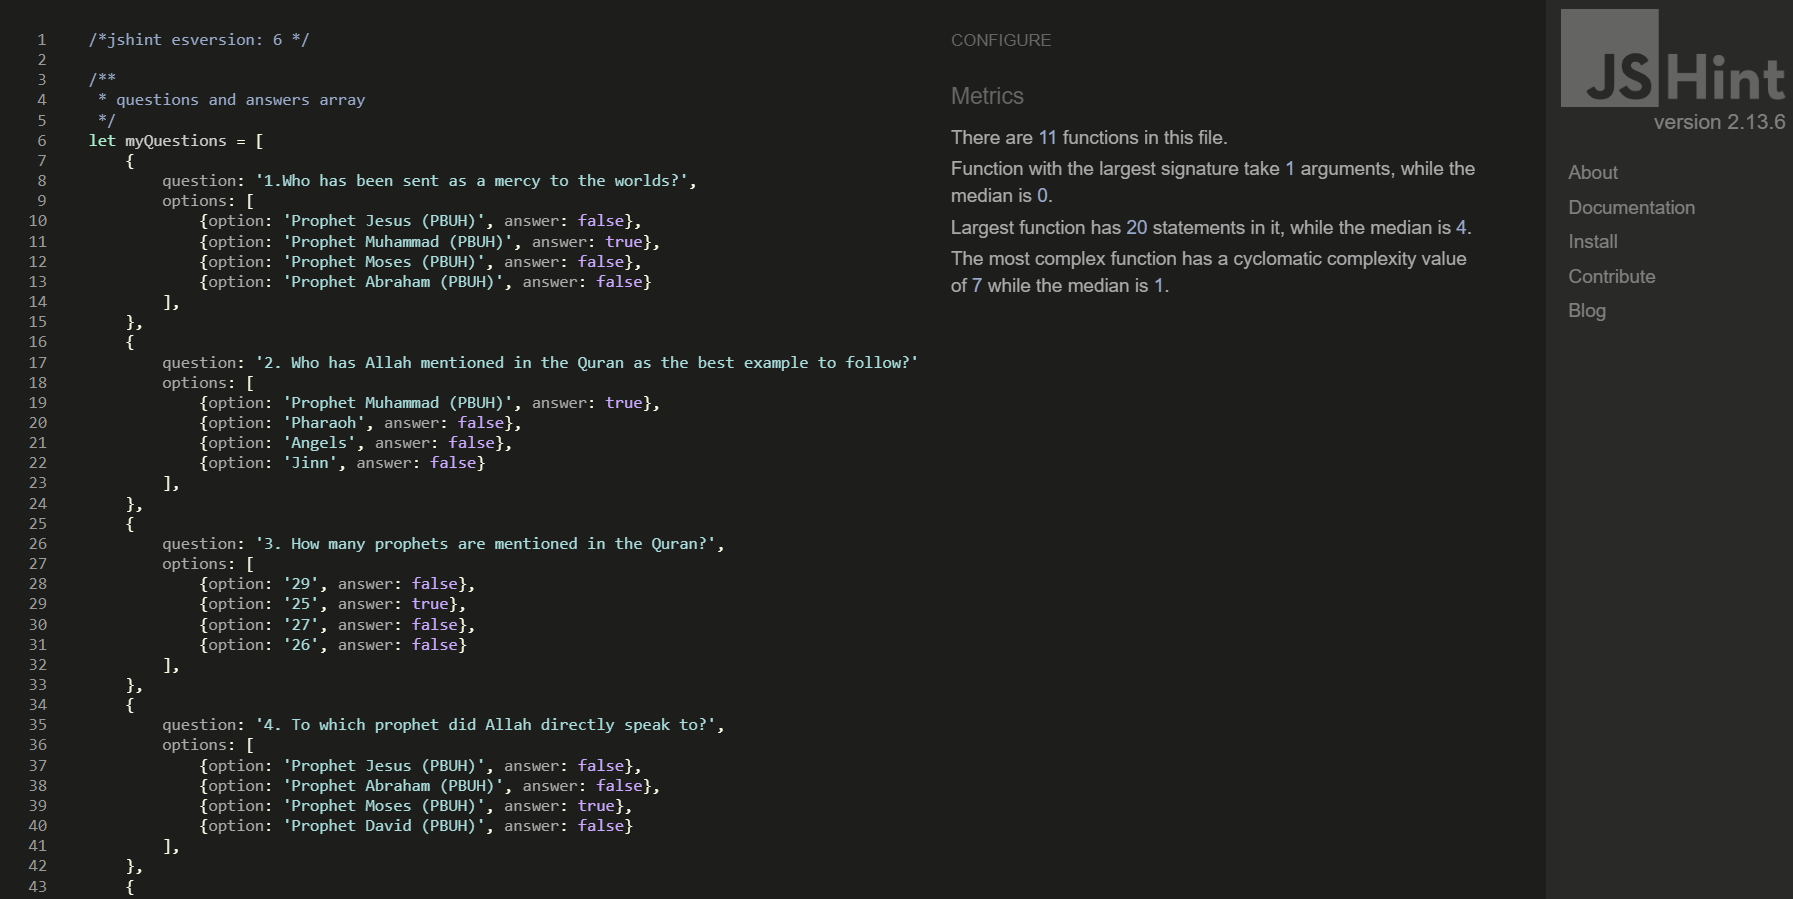 1 /*jshint esversion: 6 */
2
3 /**
4 * questions and answers array
5 */
6 let myQuestions = [
7 {
8 question: '1.Who has been sent as a mercy to the worlds?',
9 options: [
10 {option: 'Prophet Jesus (PBUH)', answer: false},
11 {option: 'Prophet Muhammad (PBUH)', answer: true},
12 {option: 'Prophet Moses (PBUH)', answer: false},
13 {option: 'Prophet Abraham (PBUH)', answer: false}
14 ],
15 },
16 {
17 question: '2. Who has Allah mentioned in the Quran as the best example to follow?'
18 options: [
19 {option: 'Prophet Muhammad (PBUH)', answer: true},
20 {option: 'Pharaoh', answer: false},
21 {option: 'Angels', answer: false},
22 {option: 'Jinn', answer: false}
23 ],
24 },
25 {
26 question: '3. How many prophets are mentioned in the Quran?',
27 options: [
28 {option: '29', answer: false},
29 {option: '25', answer: true},
30 {option: '27', answer: false},
31 {option: '26', answer: false}
32 ],
33 },
34 {
35 question: '4. To which prophet did Allah directly speak to?',
36 options: [
37 {option: 'Prophet Jesus (PBUH)', answer: false},
38 {option: 'Prophet Abraham (PBUH)', answer: false},
39 {option: 'Prophet Moses (PBUH)', answer: true},
40 {option: 'Prophet David (PBUH)', answer: false}
41 ],
42 },
43 {
CONFIGURE
Metrics
There are 11 functions in this file.
Function with the largest signature take 1 arguments, while the
median is 0.
Largest function has 20 statements in it, while the median is 4.
The most complex function has a cyclomatic complexity value
of 7 while the median is 1.
JSHint
version 2.13.6
About
Documentation
Install
Contribute
Blog